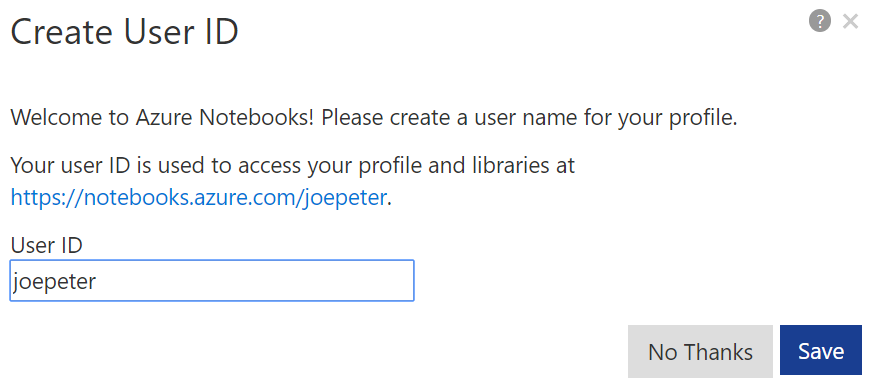 Create User ID
?
Welcome to Azure Notebooks! Please create a user name for your profile.
Your user ID is used to access your profile and libraries at
https://notebooks.azure.com/joepeter.
User ID
joepeter
No Thanks
Save